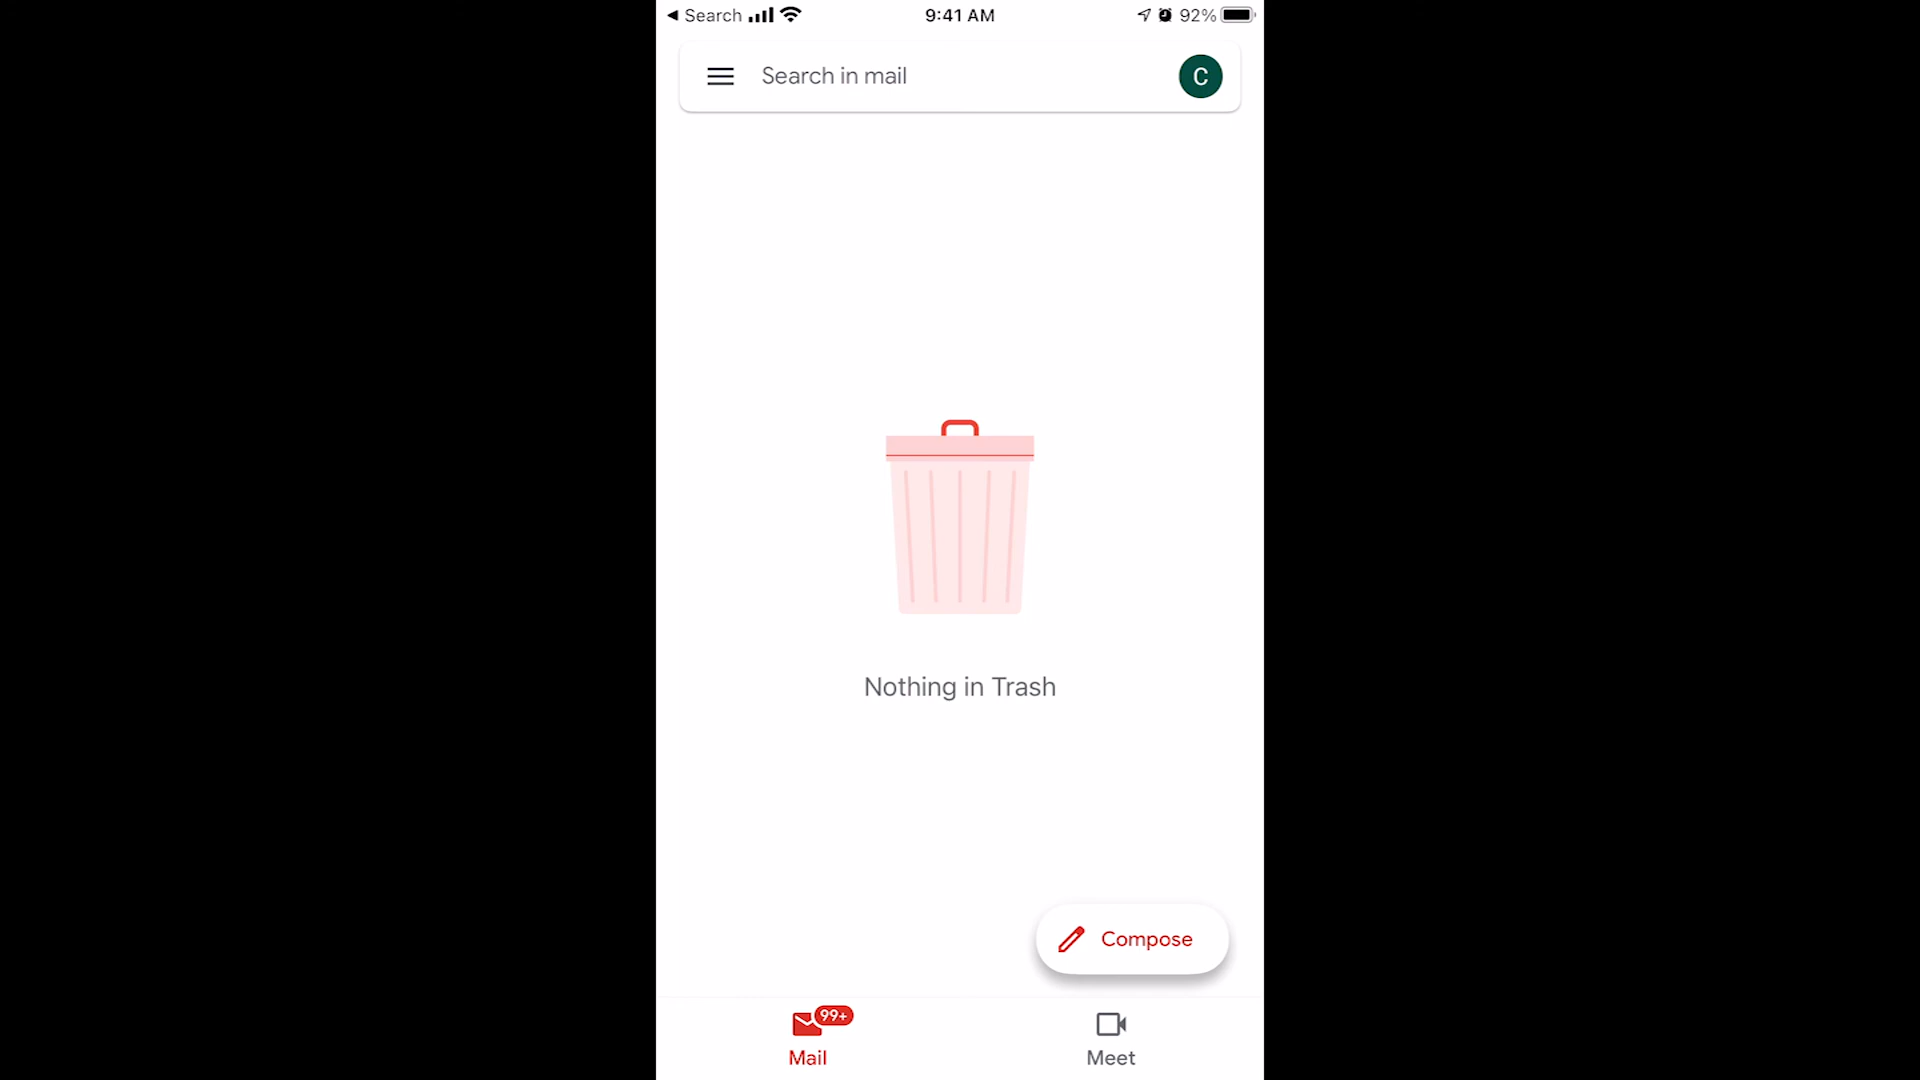 ◀ Search 9:41 AM 92%
Search in mail C
Nothing in Trash
Compose
99+
Mail Meet